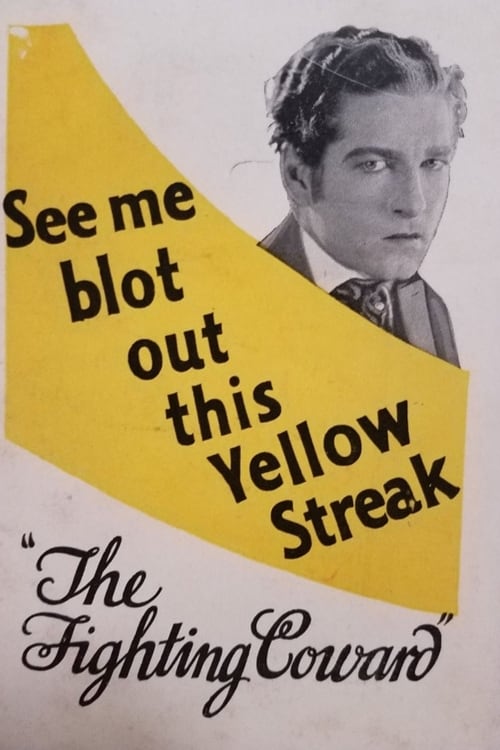 See me
blot
out
this
Yellow
Streak
"The
Fighting Coward"